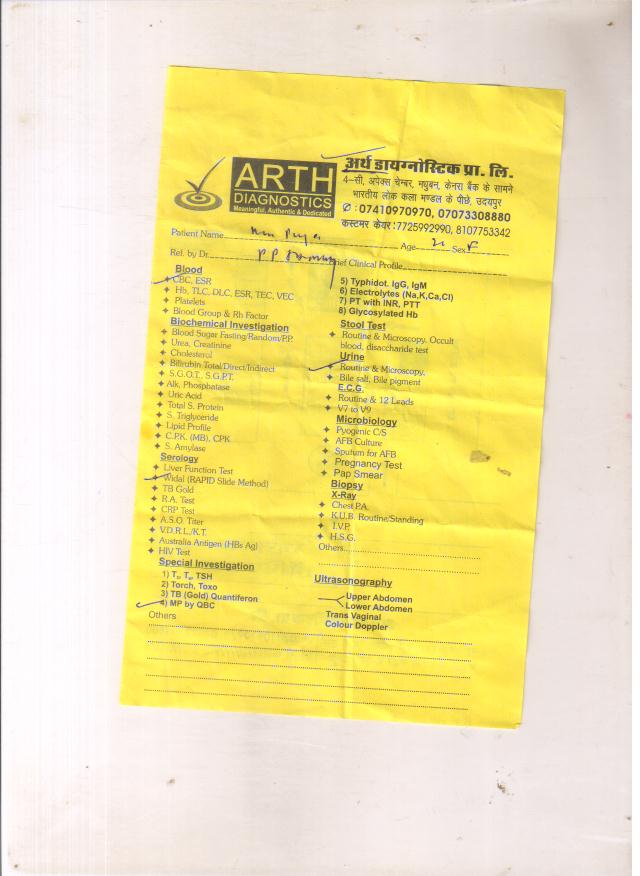 ARTH
DIAGNOSTICS
Meaningful, Authentic & Dedicated
अर्थ डायग्नोस्टिक प्रा. लि.
4-सी, अपेक्स चेम्बर, मधुबन, केनरा बैंक के सामने
भारतीय लोक कला मण्डल के पीछे, उदयपुर
✆ : 07410970970, 07073308880
कस्टमर केयर : 7725992990, 8107753342
Patient Name
Age Sex F
Ref. by Dr. Brief Clinical Profile
Blood
CBC, ESR
Hb, TLC, DLC, ESR, TEC, VEC
Platelets
Blood Group & Rh Factor
Biochemical Investigation
Blood Sugar Fasting/Random/P.P.
Urea, Creatinine
Cholesterol
Bilirubin Total/Direct/Indirect
S.G.O.T., S.G.P.T.
Alk. Phosphatase
Uric Acid
Total S. Protein
S. Triglyceride
Lipid Profile
C.P.K. (MB), CPK
S. Amylase
Serology
Liver Function Test
Widal (RAPID Slide Method)
TB Gold
R.A. Test
CRP Test
A.S.O. Titer
V.D.R.L./K.T.
Australia Antigen (HBs Ag)
HIV Test
Special Investigation
1) T₃, T₄, TSH
2) Torch, Toxo
3) TB (Gold) Quantiferon
4) MP by QBC
Others
5) Typhidot. IgG, IgM
6) Electrolytes (Na,K,Ca,Cl)
7) PT with INR, PTT
8) Glycosylated Hb
Stool Test
Routine & Microscopy. Occult
blood, disaccharide test
Urine
Routine & Microscopy.
Bile salt, Bile pigment
E.C.G.
Routine & 12 Leads
V7 to V9
Microbiology
Pyogenic C/S
AFB Culture
Sputum for AFB
Pregnancy Test
Pap Smear
Biopsy
X-Ray
Chest P.A.
K.U.B. Routine/Standing
I.V.P.
H.S.G.
Others
Ultrasonography
Upper Abdomen
Lower Abdomen
Trans Vaginal
Colour Doppler